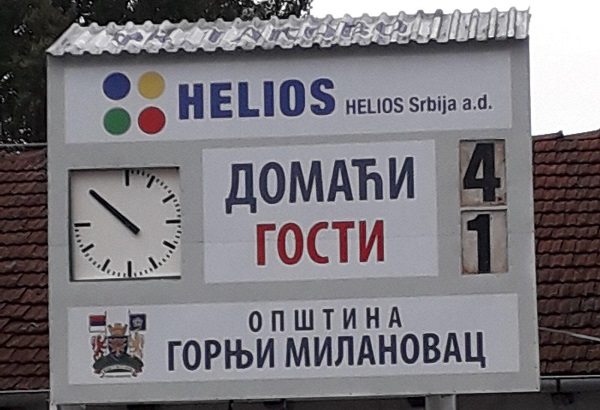 HELIOS HELIOS Srbija a.d.
ДОМАЋИ 4
ГОСТИ 1
ОПШТИНА
ГОРЊИ МИЛАНОВАЦ